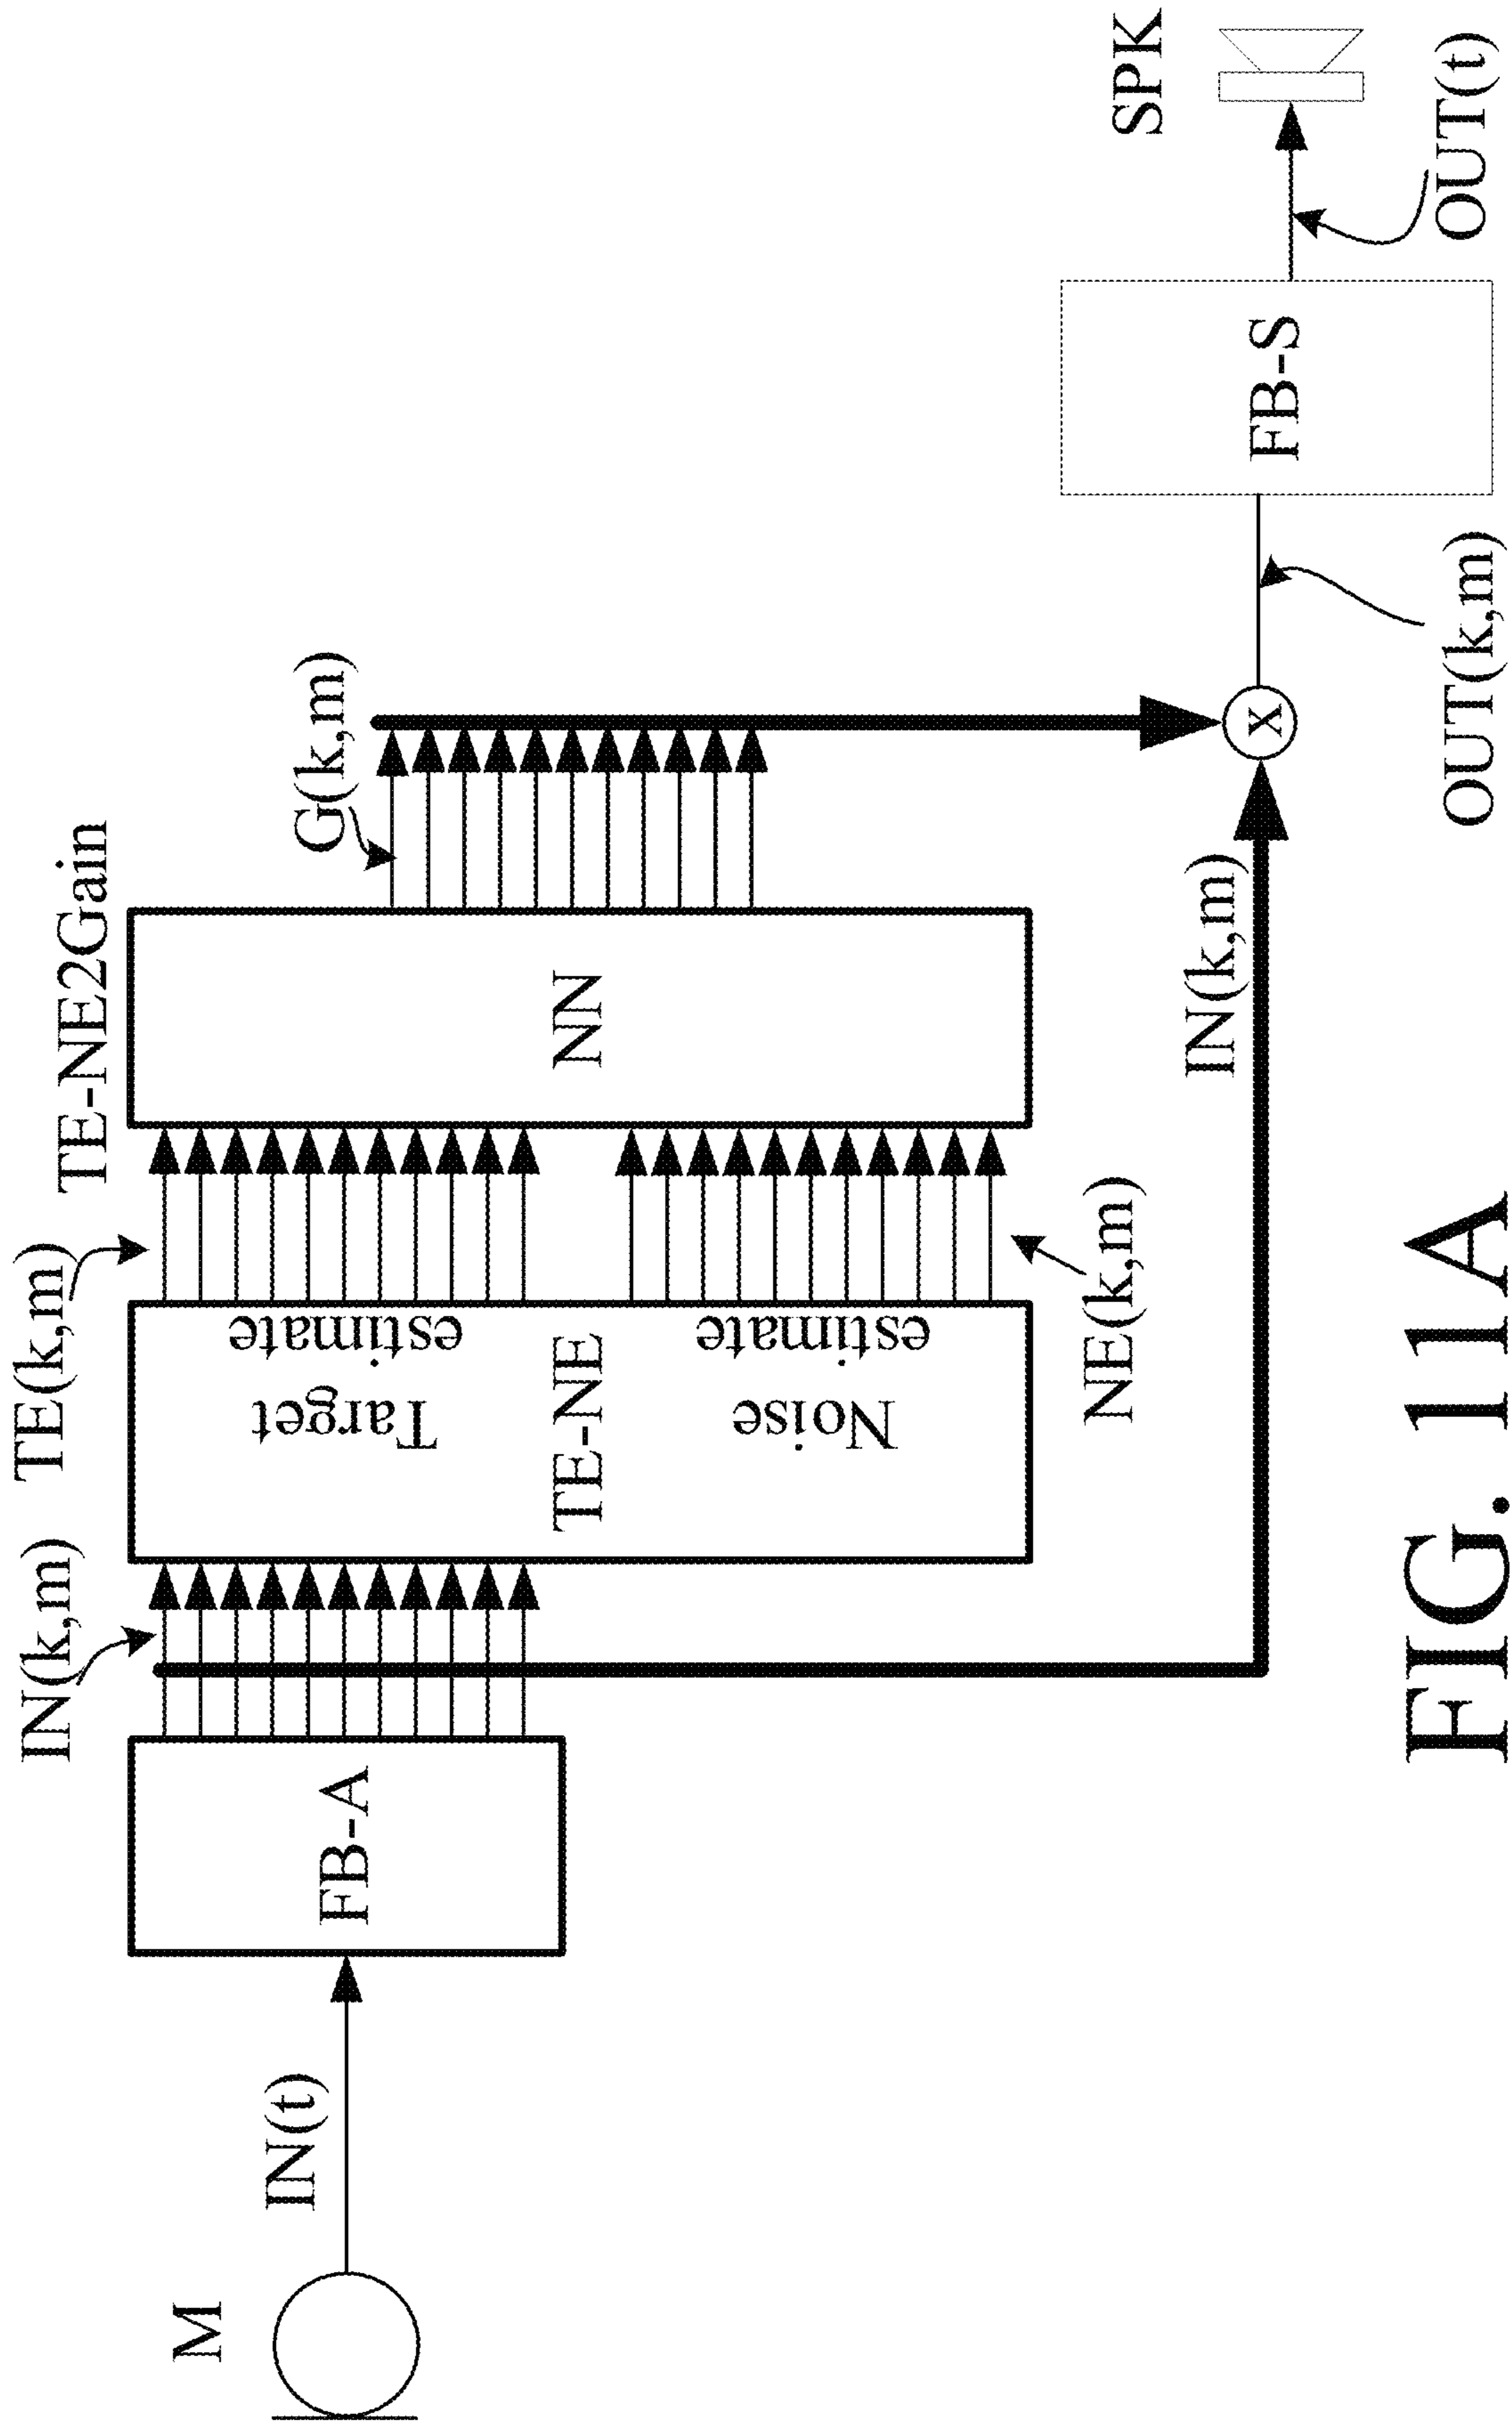 M
IN(t)
FB-A
IN(k,m)
Target
estimate
TE-NE
Noise
estimate
TE(k,m)
NE(k,m)
TE-NE2Gain
NN
G(k,m)
IN(k,m)
x
OUT(k,m)
FB-S
OUT(t)
SPK
FIG. 11A